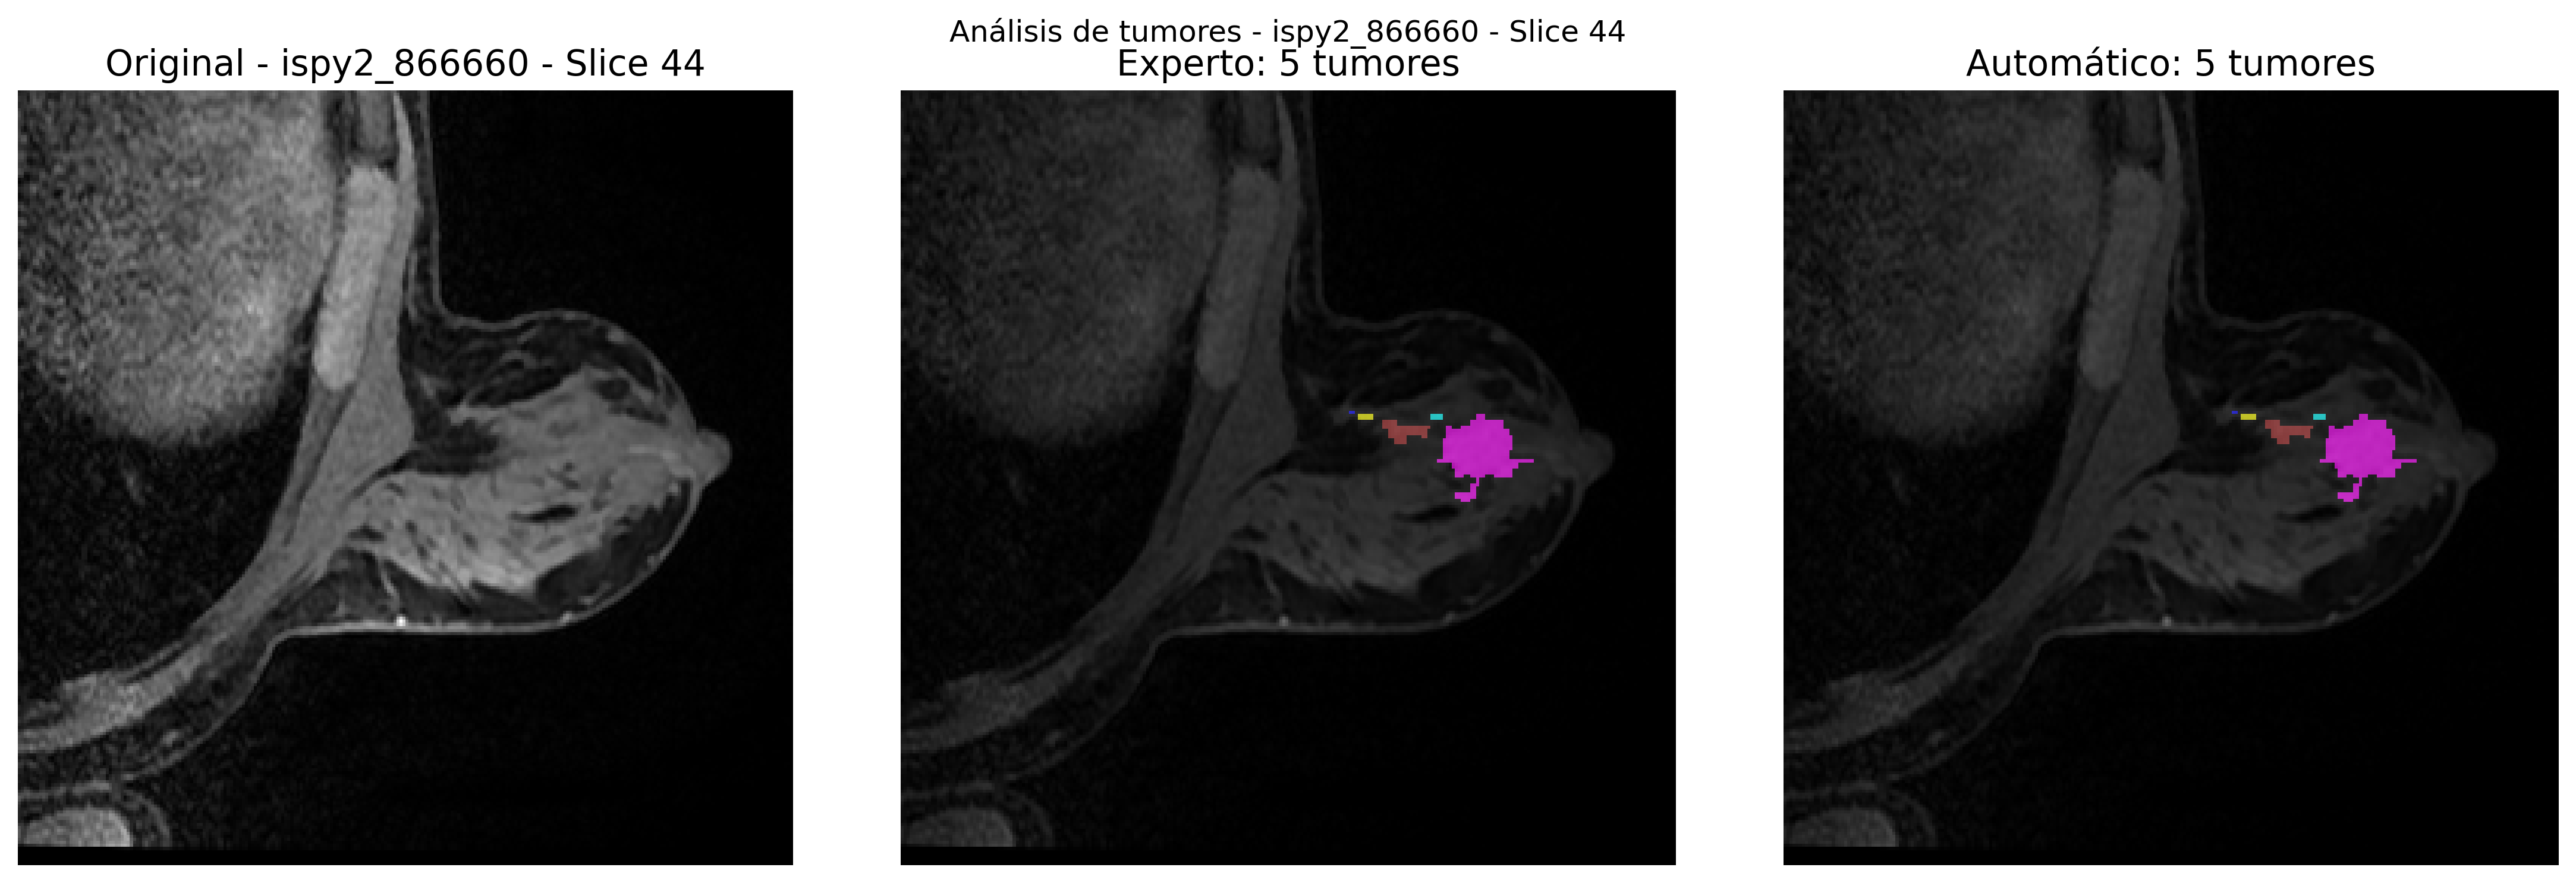 Análisis de tumores - ispy2_866660 - Slice 44
Original - ispy2_866660 - Slice 44
Experto: 5 tumores
Automático: 5 tumores